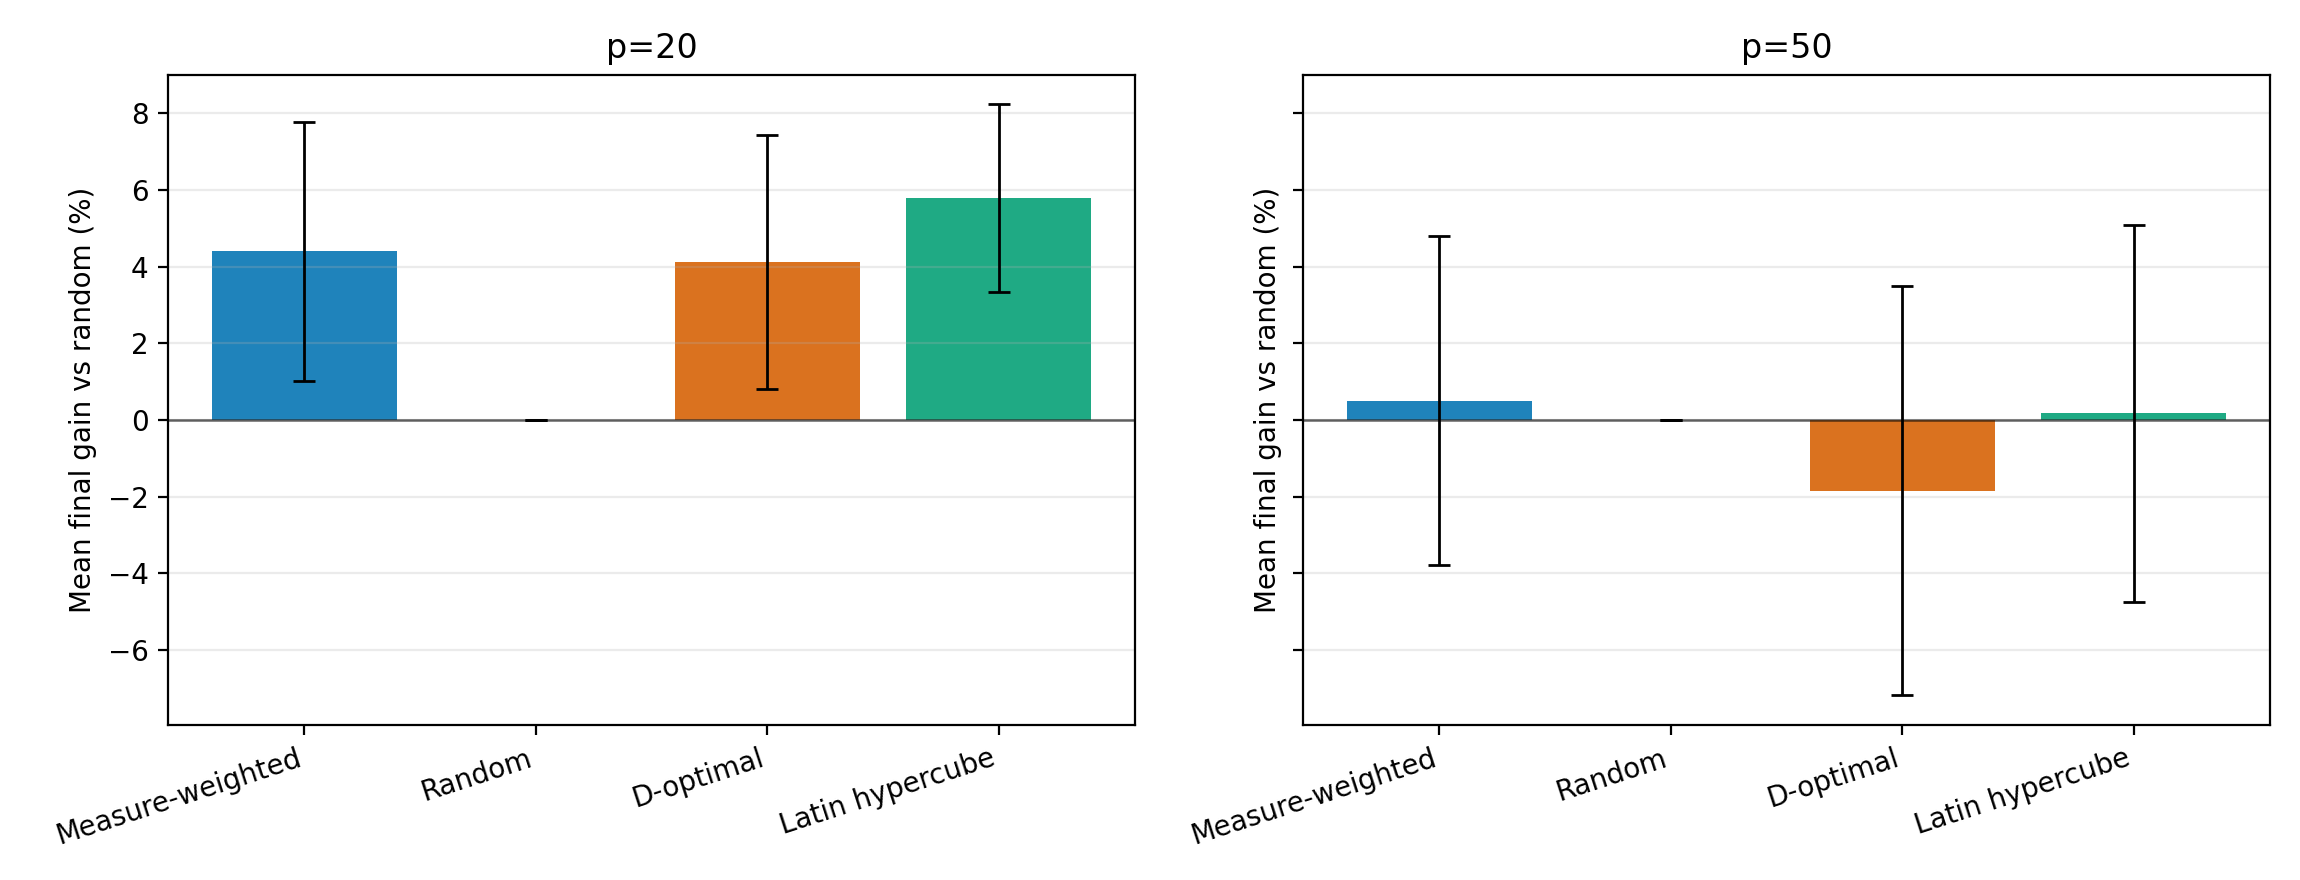 p=20
Mean final gain vs random (%)
8
6
4
2
0
−2
−4
−6
Measure-weighted
Random
D-optimal
Latin hypercube
p=50
Mean final gain vs random (%)
Measure-weighted
Random
D-optimal
Latin hypercube